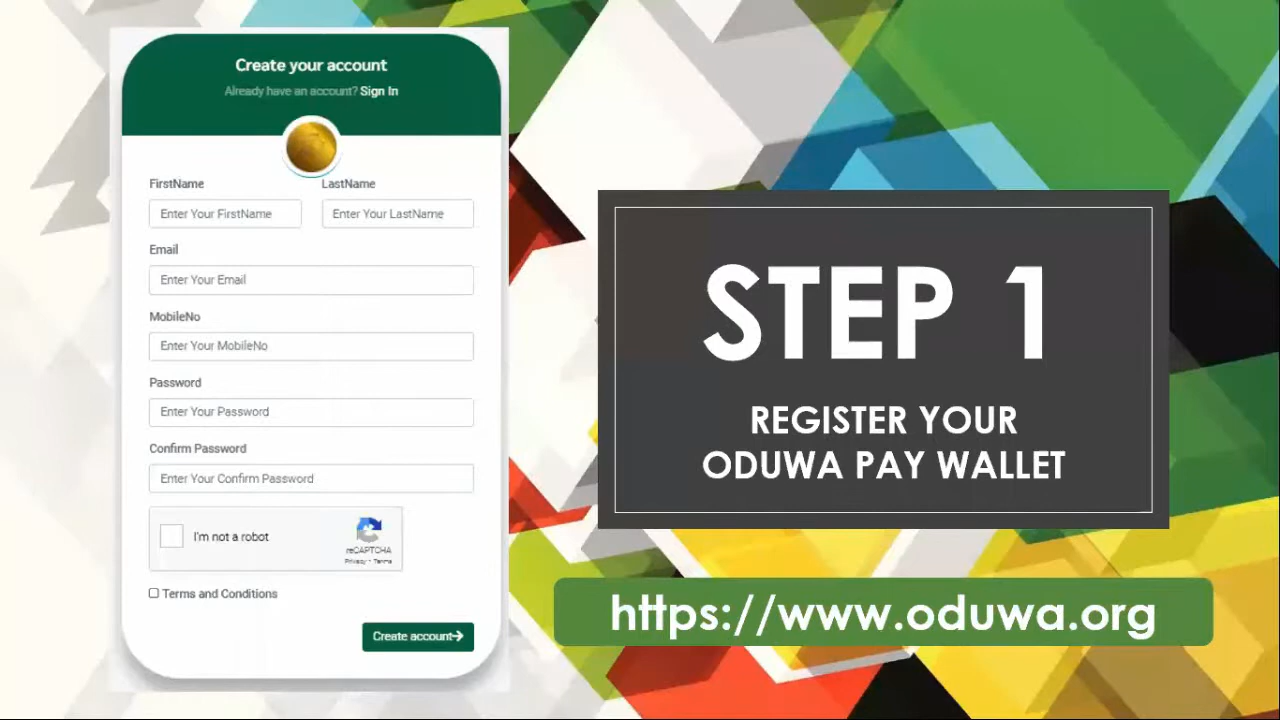 Create your account
Already have an account? Sign In
FirstName LastName
Enter Your FirstName Enter Your LastName
Email
Enter Your Email
MobileNo
Enter Your MobileNo
Password
Enter Your Password
Confirm Password
Enter Your Confirm Password
I'm not a robot
reCAPTCHA
Privacy - Terms
Terms and Conditions
Create account
STEP 1
REGISTER YOUR
ODUWA PAY WALLET
https://www.oduwa.org